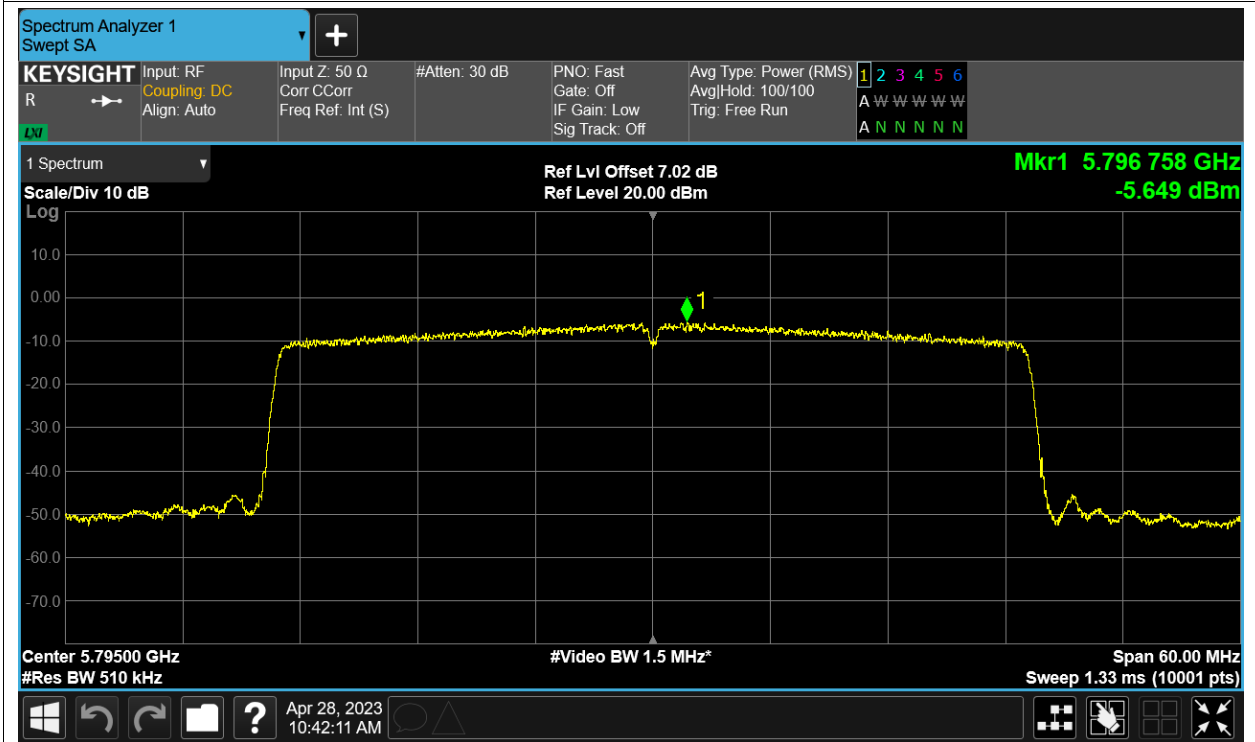 Spectrum Analyzer 1
Swept SA
+
KEYSIGHT
R
LXI
Input: RF
Coupling: DC
Align: Auto
Input Z: 50 Ω
Corr CCorr
Freq Ref: Int (S)
#Atten: 30 dB
PNO: Fast
Gate: Off
IF Gain: Low
Sig Track: Off
Avg Type: Power (RMS)
Avg|Hold: 100/100
Trig: Free Run
1 2 3 4 5 6
A W W W W W
A N N N N N
1 Spectrum
Scale/Div 10 dB
Log
Ref Lvl Offset 7.02 dB
Ref Level 20.00 dBm
Mkr1 5.796 758 GHz
-5.649 dBm
10.0
0.00
-10.0
-20.0
-30.0
-40.0
-50.0
-60.0
-70.0
1
Center 5.79500 GHz
#Res BW 510 kHz
#Video BW 1.5 MHz*
Span 60.00 MHz
Sweep 1.33 ms (10001 pts)
?
Apr 28, 2023
10:42:11 AM